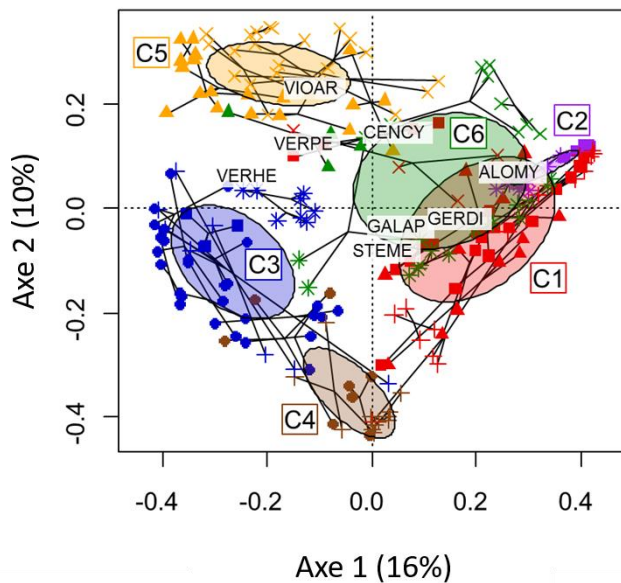 C5
VIOAR
0.2
C2
VERPE
CENCY
C6
VERHE
ALOMY
0.0
GALAP
GERDI
STEME
C3
C1
-0.2
C4
-0.4
Axe 2 (10%)
-0.4
-0.2
0.0
0.2
0.4
Axe 1 (16%)